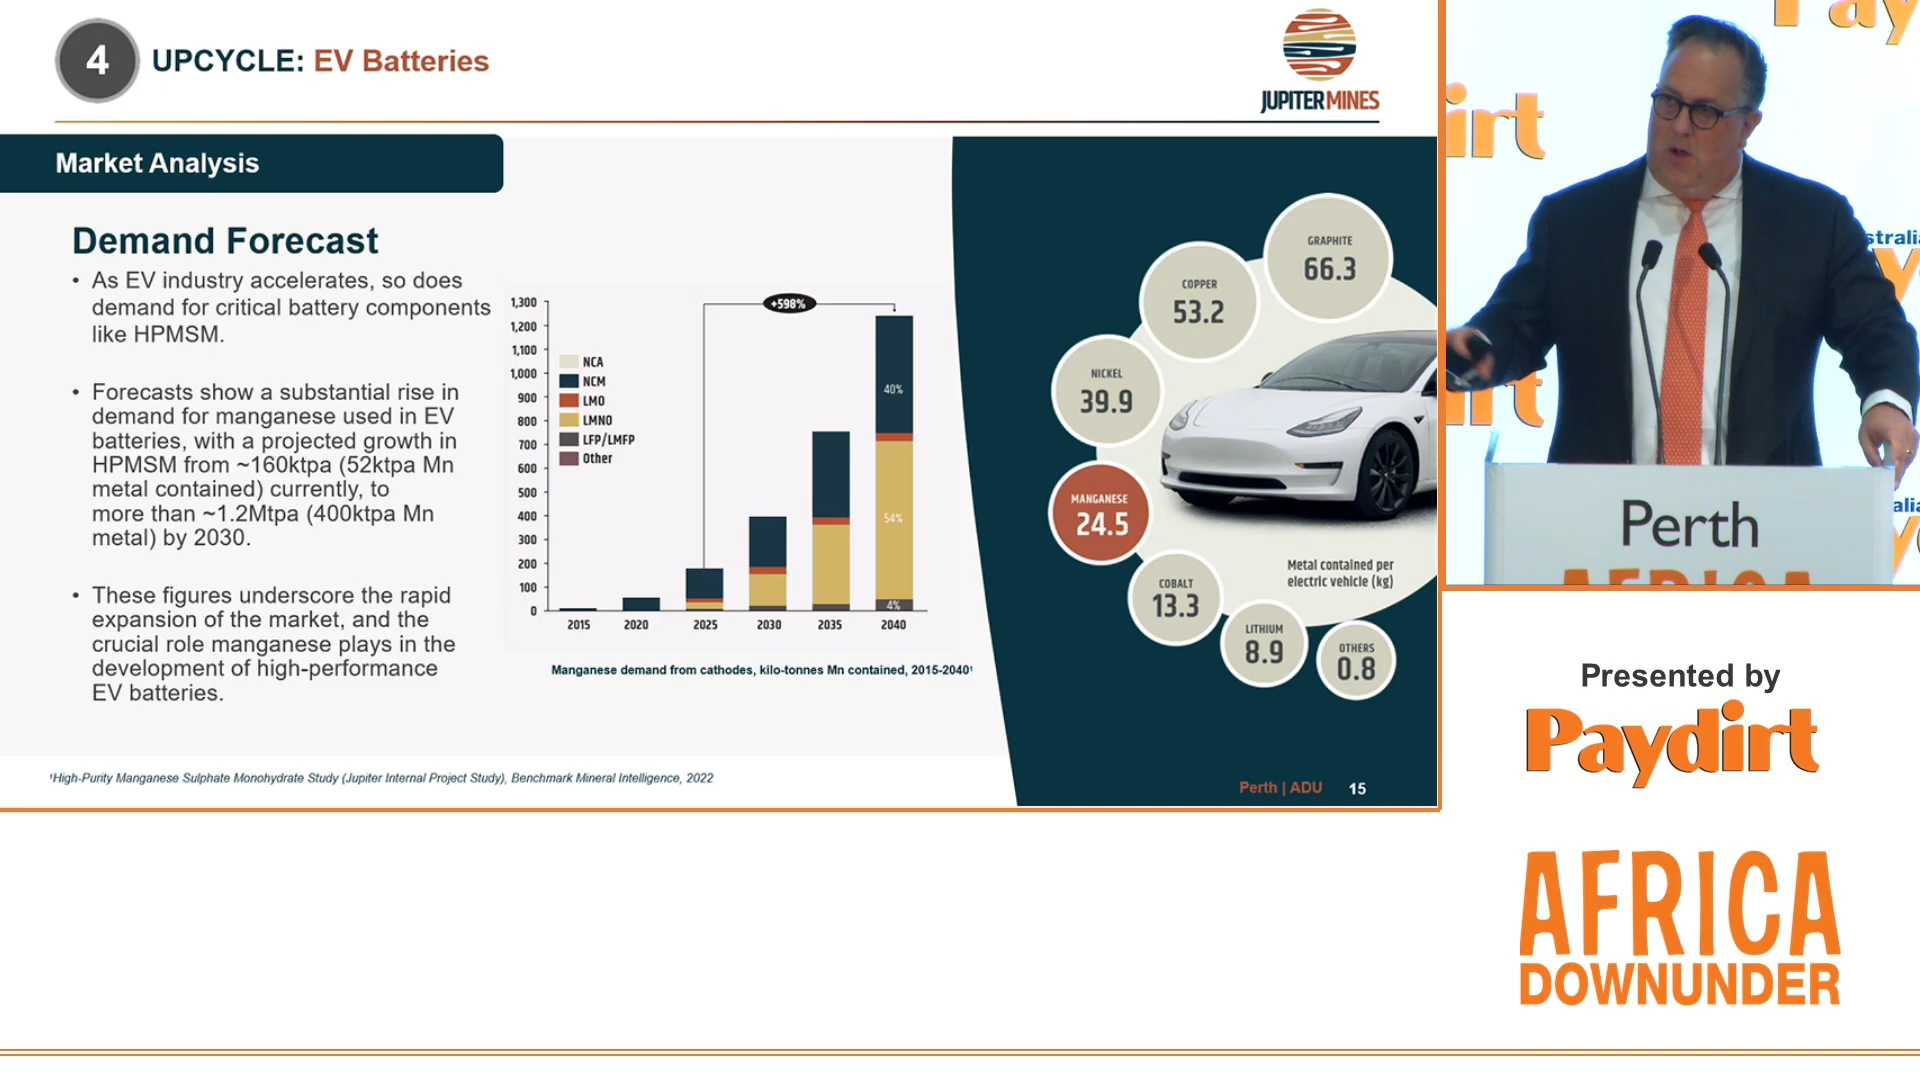 4
UPCYCLE: EV Batteries
JUPITER MINES
Market Analysis
Demand Forecast
• As EV industry accelerates, so does
demand for critical battery components
like HPMSM.
• Forecasts show a substantial rise in
demand for manganese used in EV
batteries, with a projected growth in
HPMSM from ~160ktpa (52ktpa Mn
metal contained) currently, to
more than ~1.2Mtpa (400ktpa Mn
metal) by 2030.
• These figures underscore the rapid
expansion of the market, and the
crucial role manganese plays in the
development of high-performance
EV batteries.
+598%
1,300
1,200
1,100
1,000
900
800
700
600
500
400
300
200
100
0
NCA
NCM
LMO
LMNO
LFP/LMFP
Other
40%
54%
4%
2015 2020 2025 2030 2035 2040
Manganese demand from cathodes, kilo-tonnes Mn contained, 2015-2040¹
GRAPHITE
66.3
COPPER
53.2
NICKEL
39.9
MANGANESE
24.5
COBALT
13.3
LITHIUM
8.9
OTHERS
0.8
Metal contained per
electric vehicle (kg)
¹High-Purity Manganese Sulphate Monohydrate Study (Jupiter Internal Project Study), Benchmark Mineral Intelligence, 2022
Perth | ADU 15
Pay
irt
strali
irt
alia
Perth
AFRICA
Presented by
Paydirt
AFRICA
DOWNUNDER